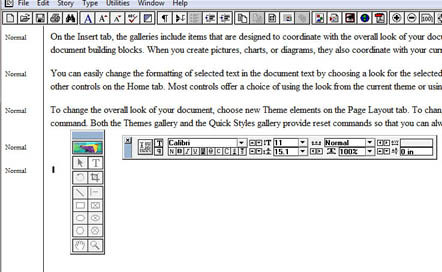 File Edit Story Type Utilities Window Help
Normal On the Insert tab, the galleries include items that are designed to coordinate with the overall look of your docu
document building blocks. When you create pictures, charts, or diagrams, they also coordinate with your curr
Normal You can easily change the formatting of selected text in the document text by choosing a look for the selected
other controls on the Home tab. Most controls offer a choice of using the look from the current theme or usin
Normal To change the overall look of your document, choose new Theme elements on the Page Layout tab. To chan
command. Both the Themes gallery and the Quick Styles gallery provide reset commands so that you can alw
Normal
Calibri 11 Normal
N B I U W S O C 15.1 100% 0 in
Normal
T